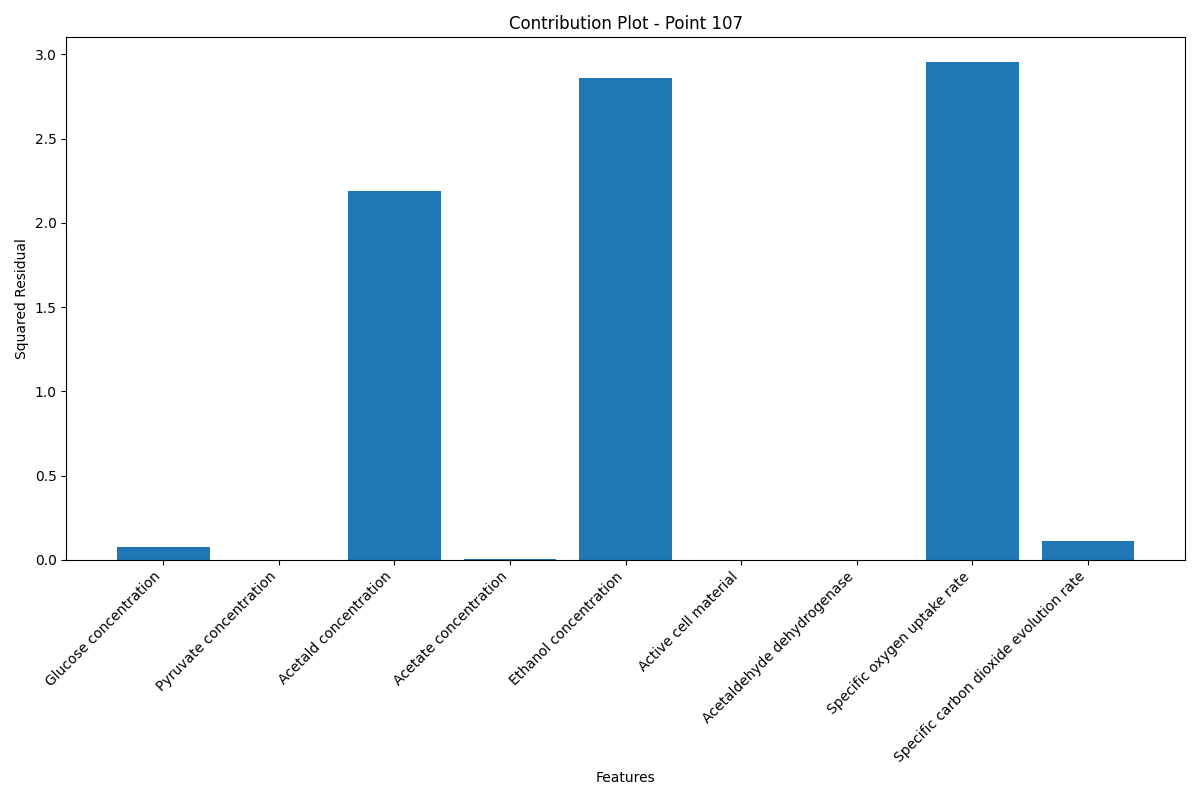 Contribution Plot - Point 107
Squared Residual
3.0
2.5
2.0
1.5
1.0
0.5
0.0
Glucose concentration
Pyruvate concentration
Acetald concentration
Acetate concentration
Ethanol concentration
Active cell material
Acetaldehyde dehydrogenase
Specific oxygen uptake rate
Specific carbon dioxide evolution rate
Features